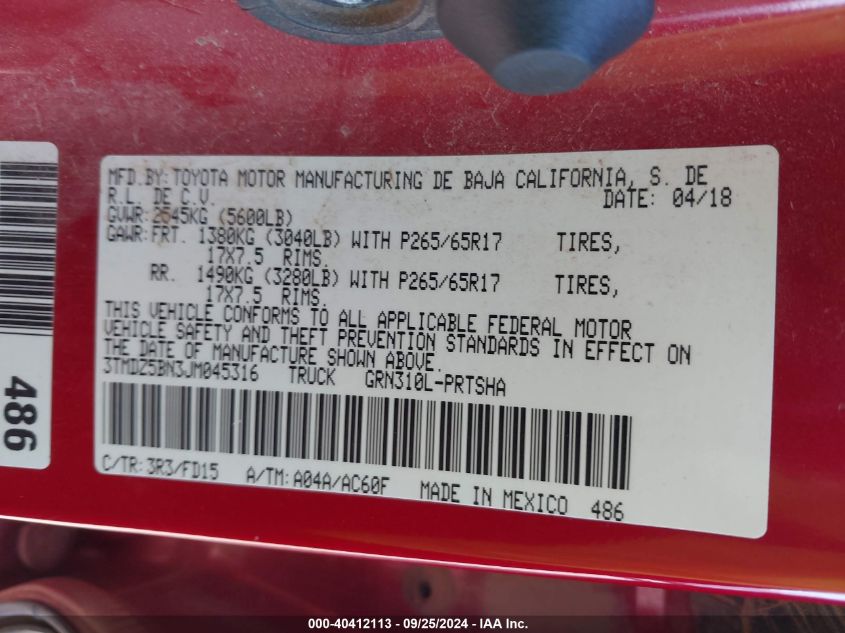 MFD.BY:TOYOTA MOTOR MANUFACTURING DE BAJA CALIFORNIA, S. DE
R.L. DE C.V. DATE: 04/18
GVWR:2545KG (5600LB)
GAWR:FRT. 1380KG (3040LB) WITH P265/65R17 TIRES,
17X7.5 RIMS.
RR. 1490KG (3280LB) WITH P265/65R17 TIRES,
17X7.5 RIMS.
THIS VEHICLE CONFORMS TO ALL APPLICABLE FEDERAL MOTOR
VEHICLE SAFETY AND THEFT PREVENTION STANDARDS IN EFFECT ON
THE DATE OF MANUFACTURE SHOWN ABOVE.
3TMDZ5BN3JM045316 TRUCK GRN310L-PRTSHA
C/TR:3R3/FD15 A/TM:A04A/AC60F MADE IN MEXICO 486
486
000-40412113 - 09/25/2024 - IAA Inc.